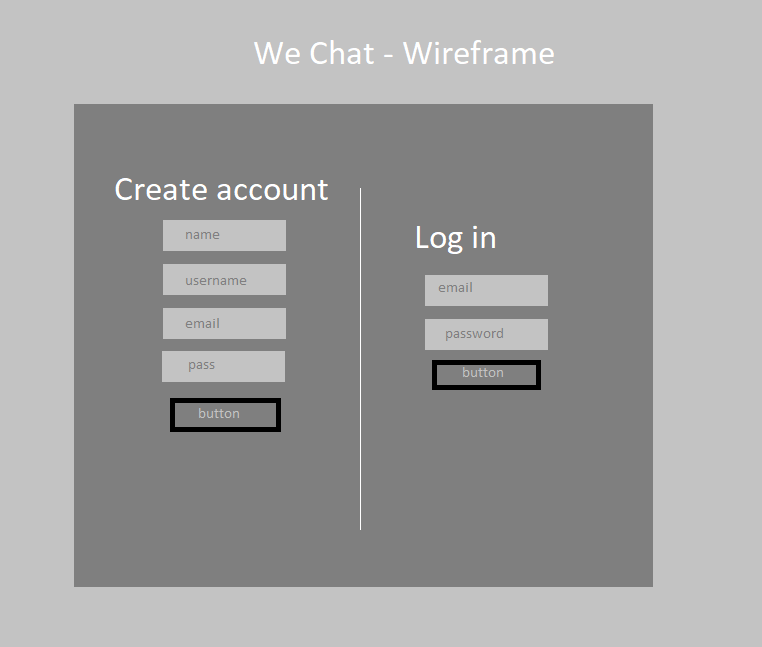 We Chat - Wireframe
Create account
name
username
email
pass
button
Log in
email
password
button